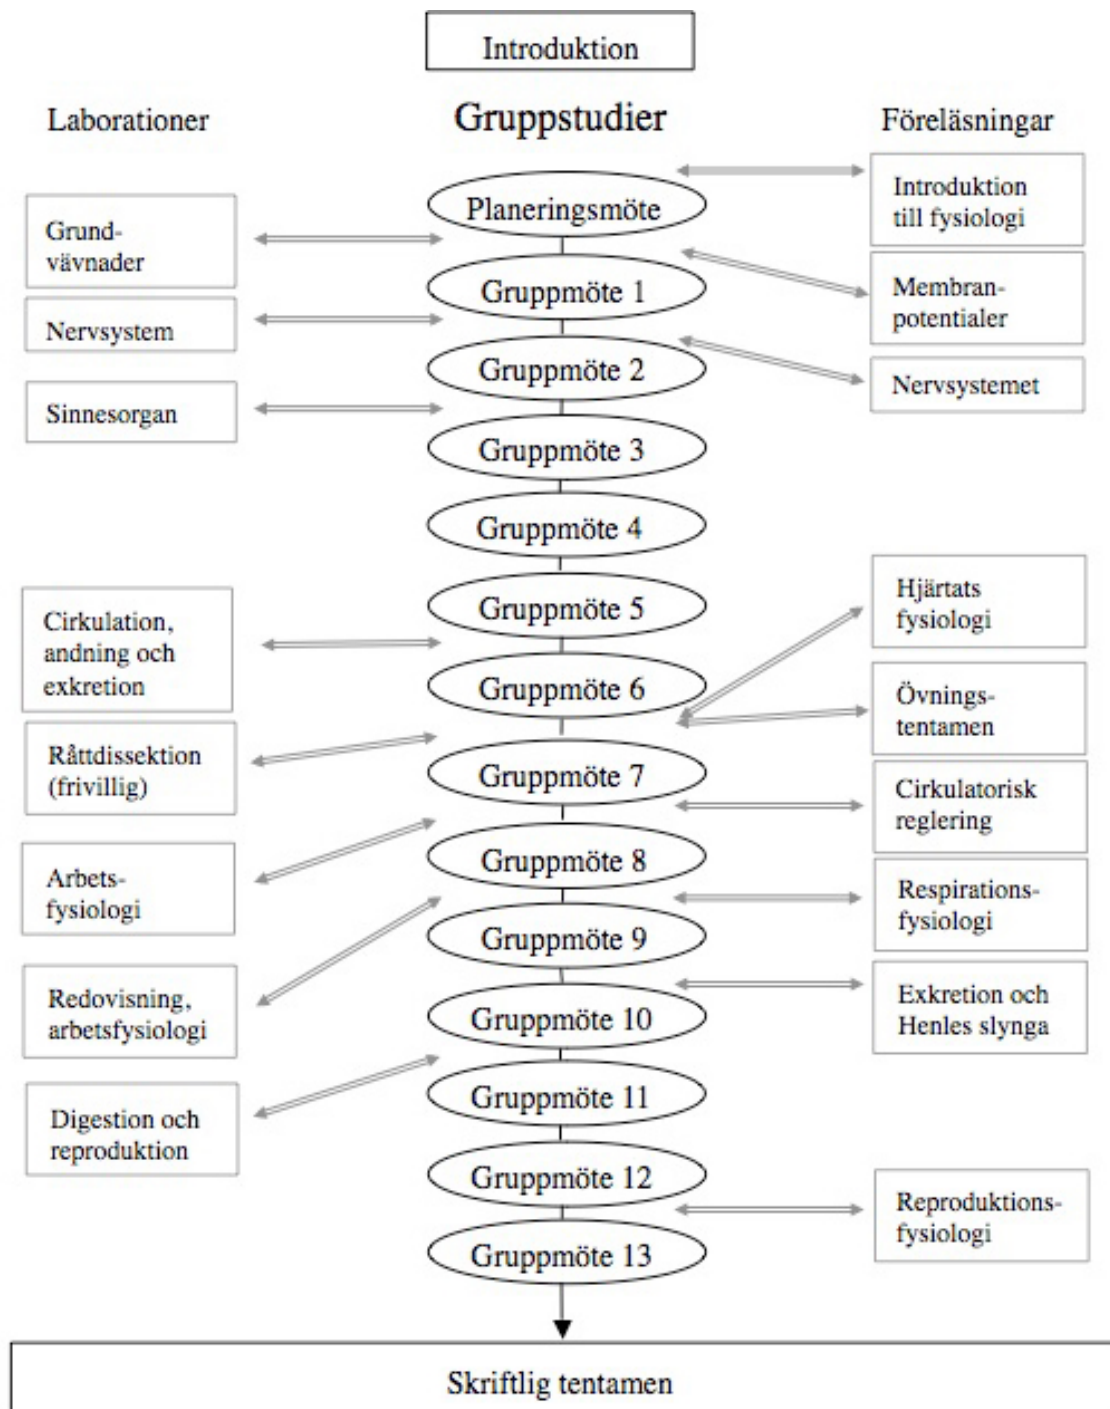 Introduktion
Laborationer
Gruppstudier
Föreläsningar
Grund-
vävnader
Nervsystem
Sinnesorgan
Cirkulation,
andning och
exkretion
Råttdissektion
(frivillig)
Arbets-
fysiologi
Redovisning,
arbetsfysiologi
Digestion och
reproduktion
Planeringsmöte
Gruppmöte 1
Gruppmöte 2
Gruppmöte 3
Gruppmöte 4
Gruppmöte 5
Gruppmöte 6
Gruppmöte 7
Gruppmöte 8
Gruppmöte 9
Gruppmöte 10
Gruppmöte 11
Gruppmöte 12
Gruppmöte 13
Introduktion
till fysiologi
Membran-
potentialer
Nervsystemet
Hjärtats
fysiologi
Övnings-
tentamen
Cirkulatorisk
reglering
Respirations-
fysiologi
Exkretion och
Henles slynga
Reproduktions-
fysiologi
Skriftlig tentamen